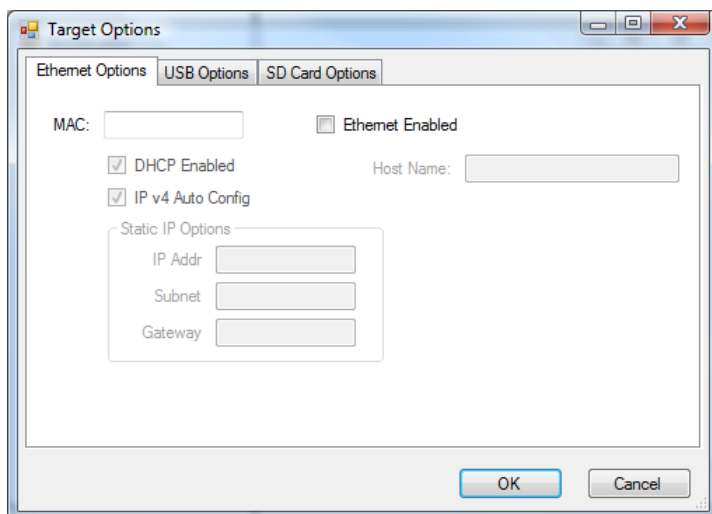 Target Options
Ethernet Options USB Options SD Card Options
MAC: Ethernet Enabled
DHCP Enabled Host Name:
IP v4 Auto Config
Static IP Options
IP Addr
Subnet
Gateway
OK Cancel